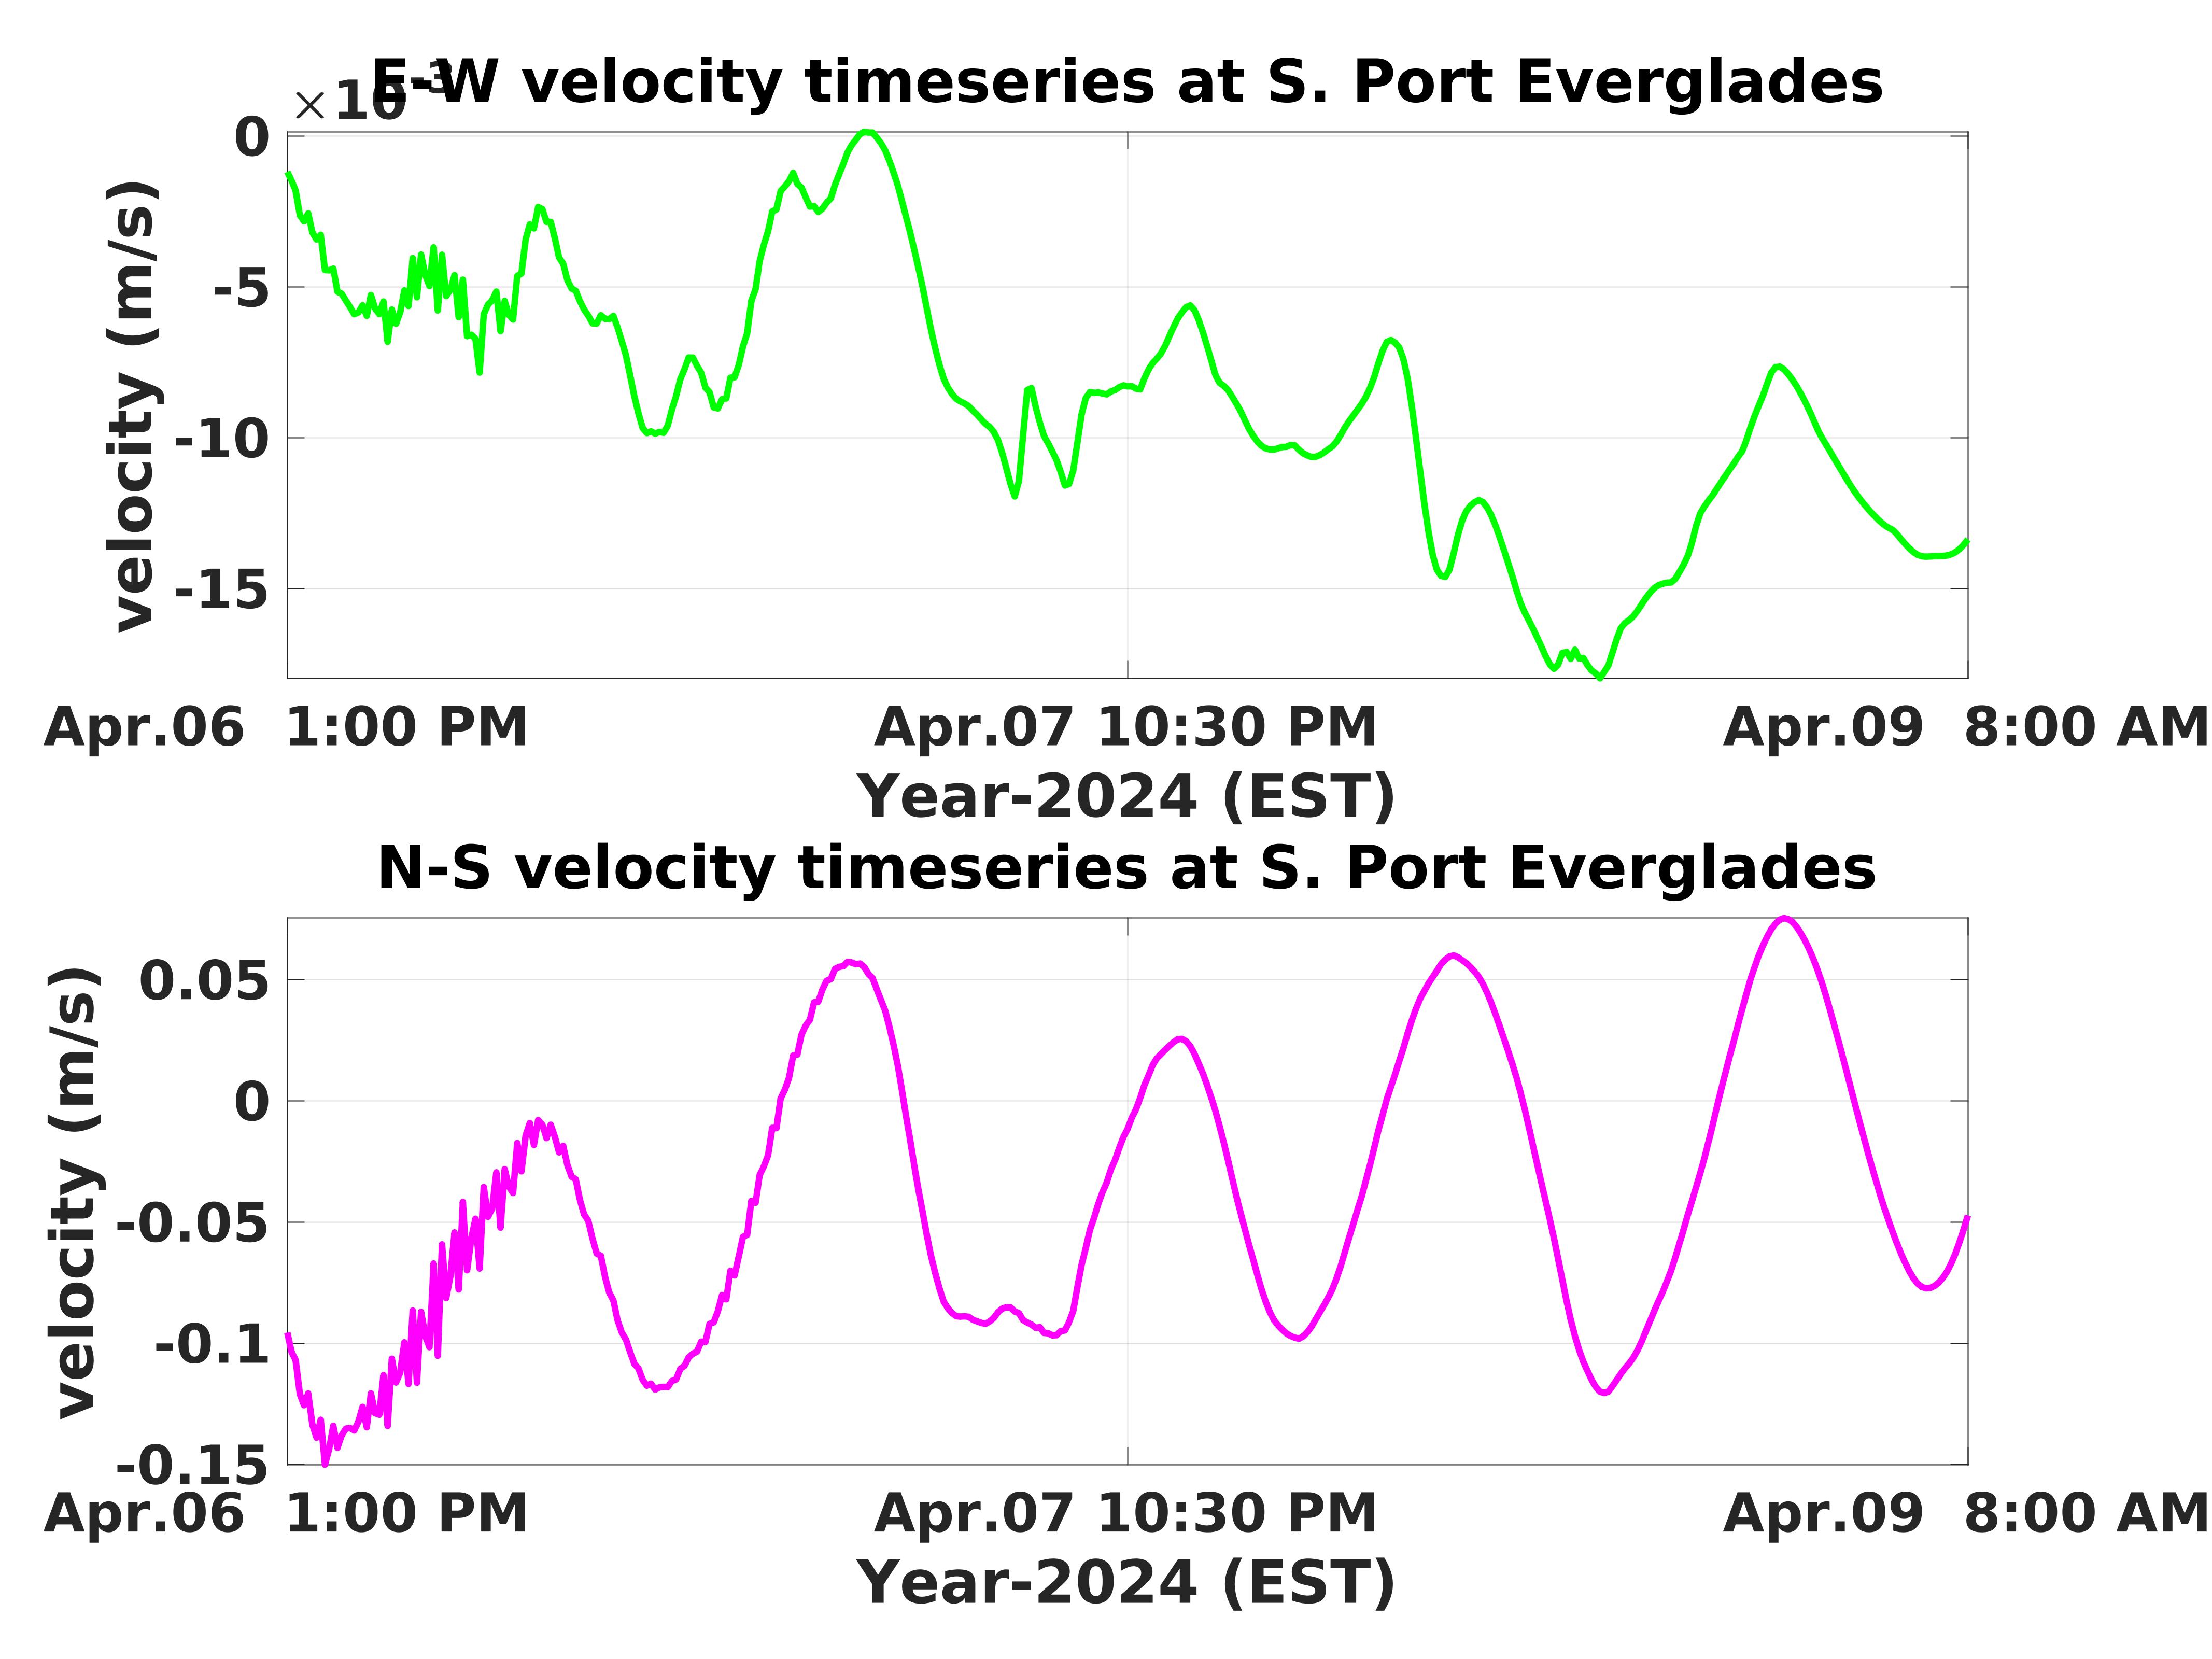 E-W velocity timeseries at S. Port Everglades
×10-3
velocity (m/s)
0
-5
-10
-15
Apr.06 1:00 PM Apr.07 10:30 PM Apr.09 8:00 AM
Year-2024 (EST)
N-S velocity timeseries at S. Port Everglades
velocity (m/s)
0.05
0
-0.05
-0.1
-0.15
Apr.06 1:00 PM Apr.07 10:30 PM Apr.09 8:00 AM
Year-2024 (EST)